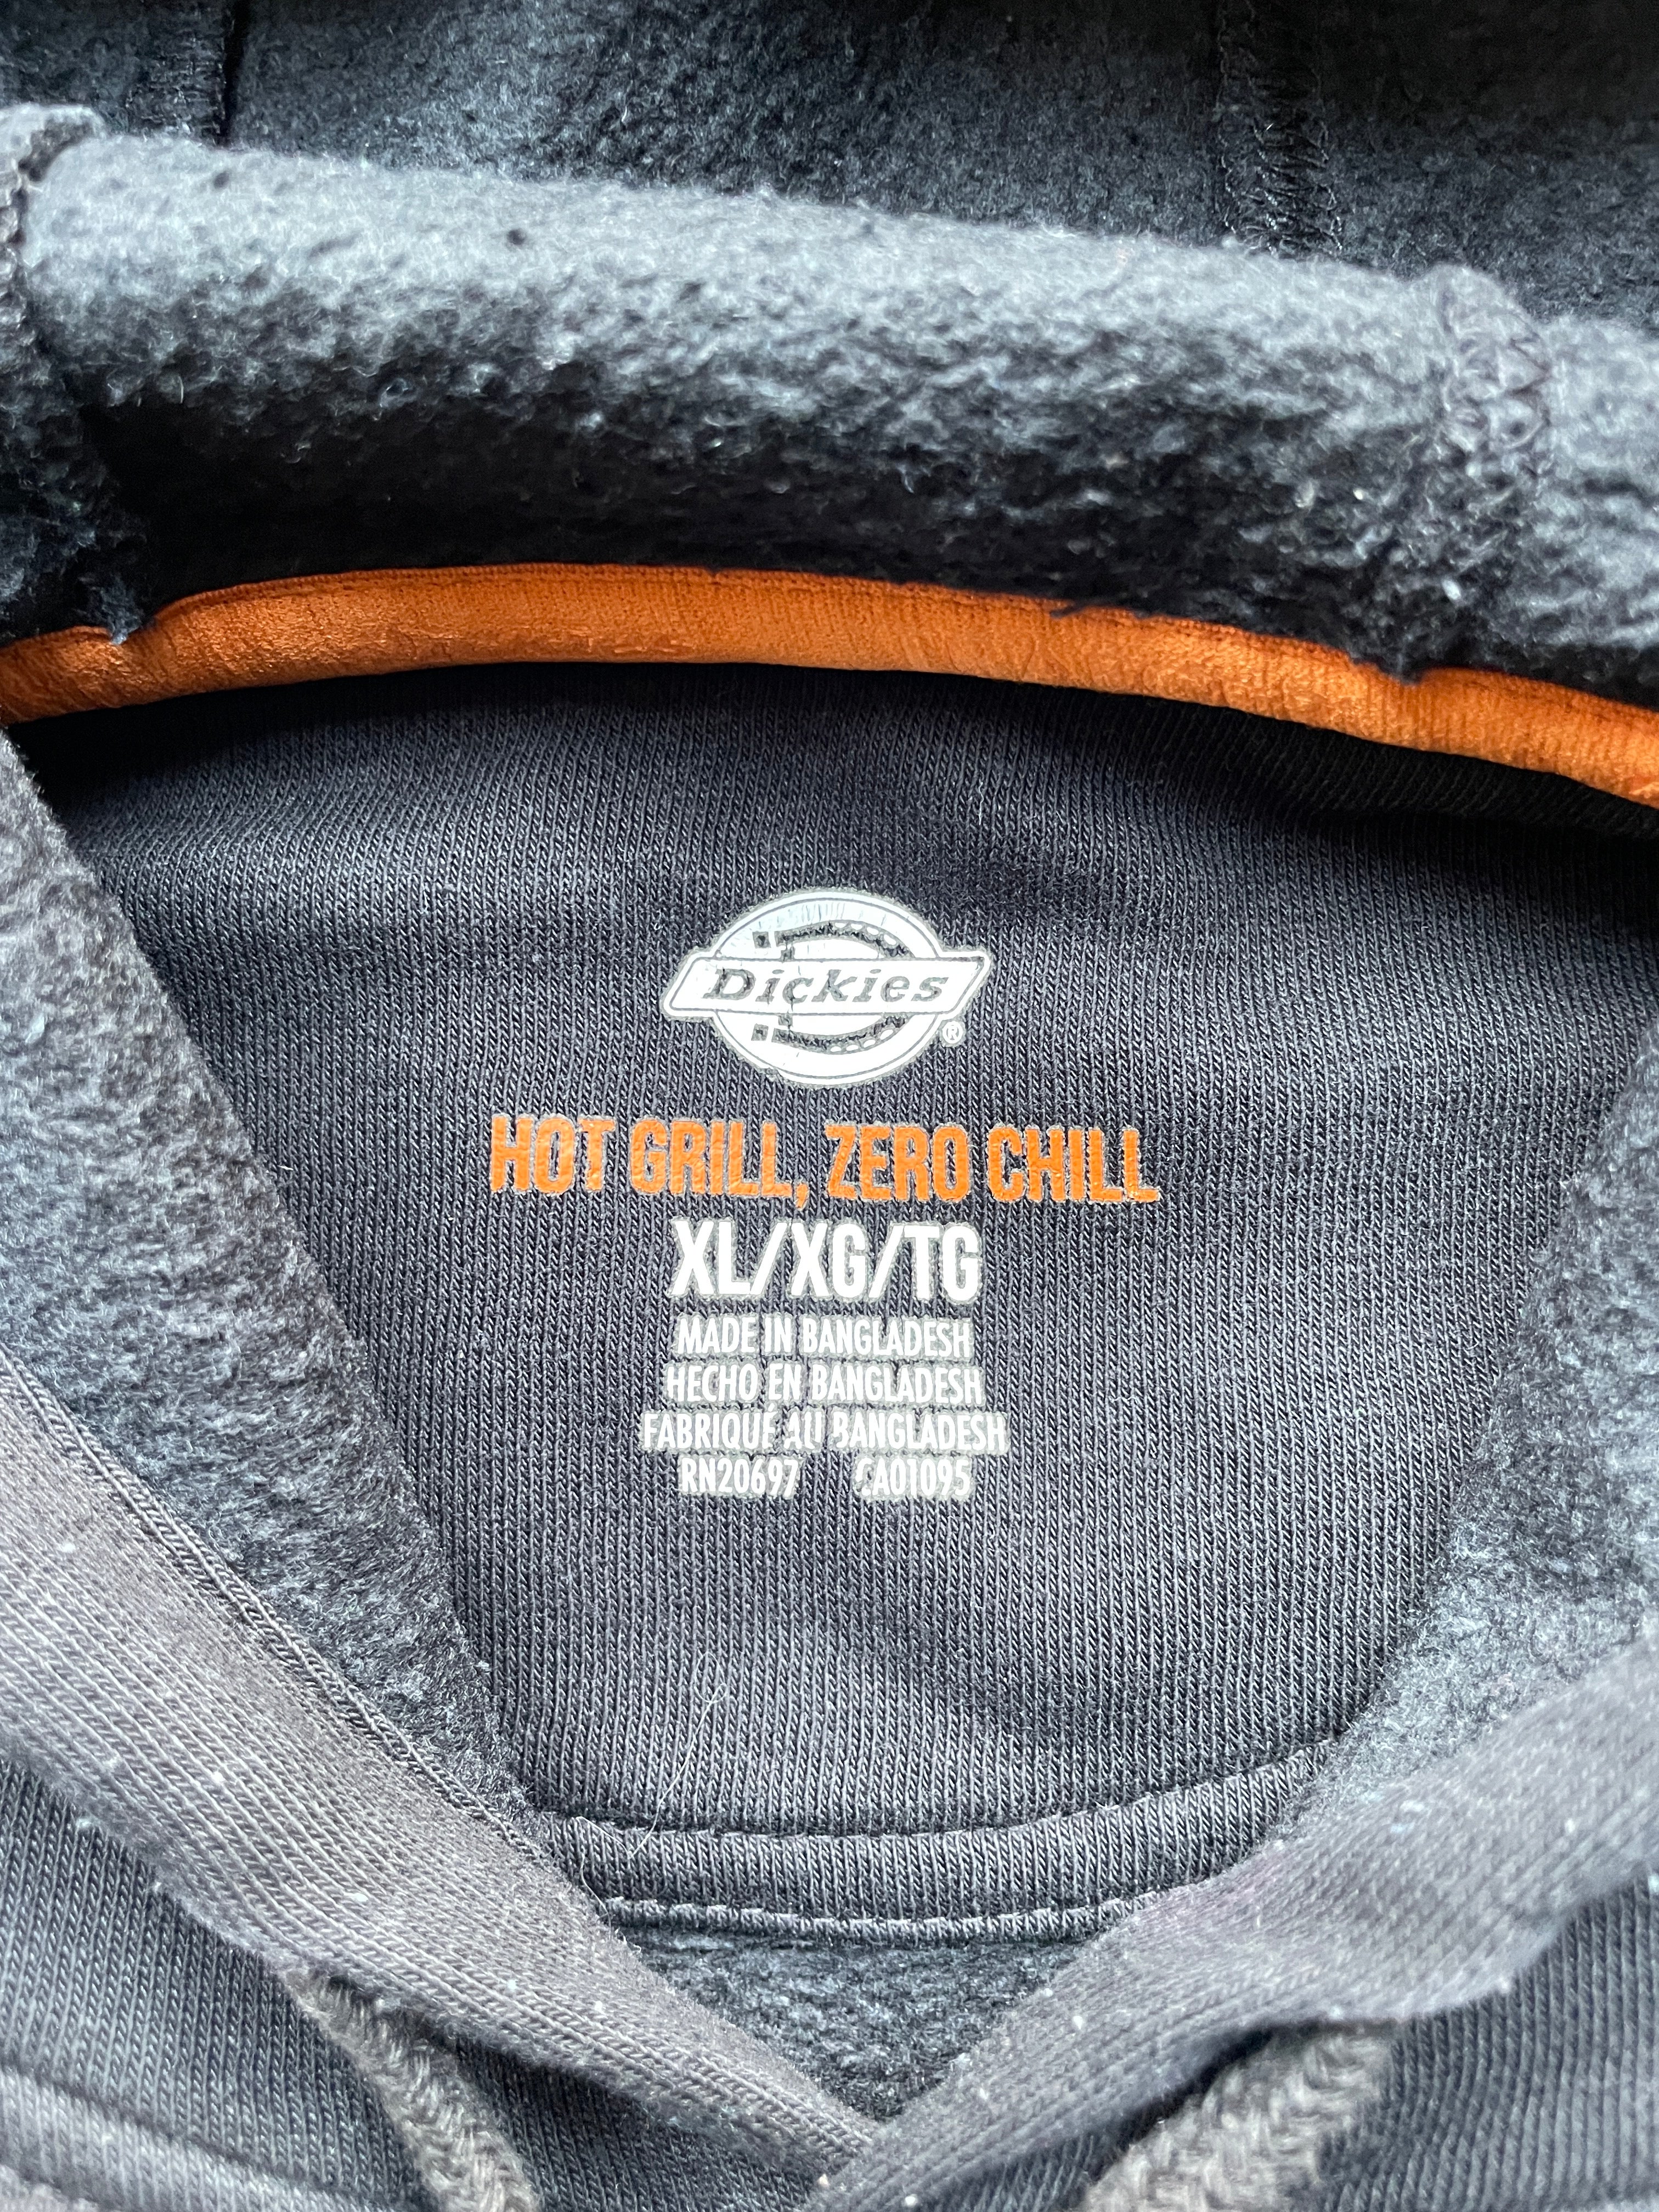 Dickies
®
HOT GRILL, ZERO CHILL
XL/XG/TG
MADE IN BANGLADESH
HECHO EN BANGLADESH
FABRIQUÉ AU BANGLADESH
RN20697 CA01095